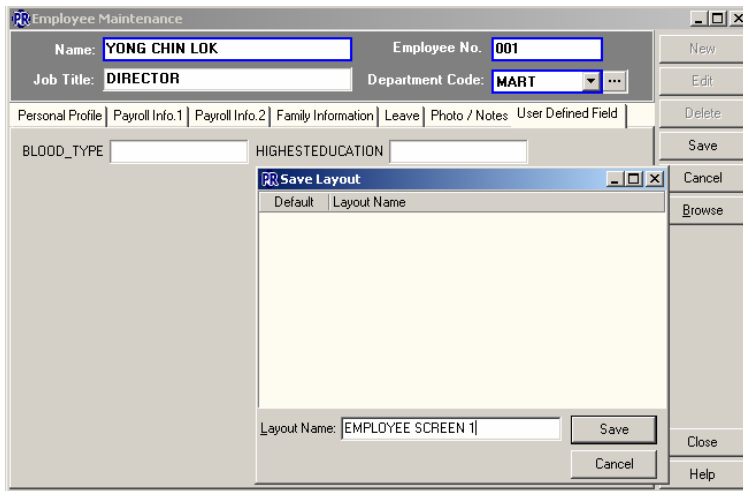 PR Employee Maintenance
Name: YONG CHIN LOK Employee No. 001
Job Title: DIRECTOR Department Code: MART ...
Personal Profile Payroll Info.1 Payroll Info.2 Family Information Leave Photo / Notes User Defined Field
BLOOD_TYPE HIGHESTEDUCATION
PR Save Layout
Default Layout Name
Layout Name: EMPLOYEE SCREEN 1
Save
Cancel
New
Edit
Delete
Save
Cancel
Browse
Close
Help